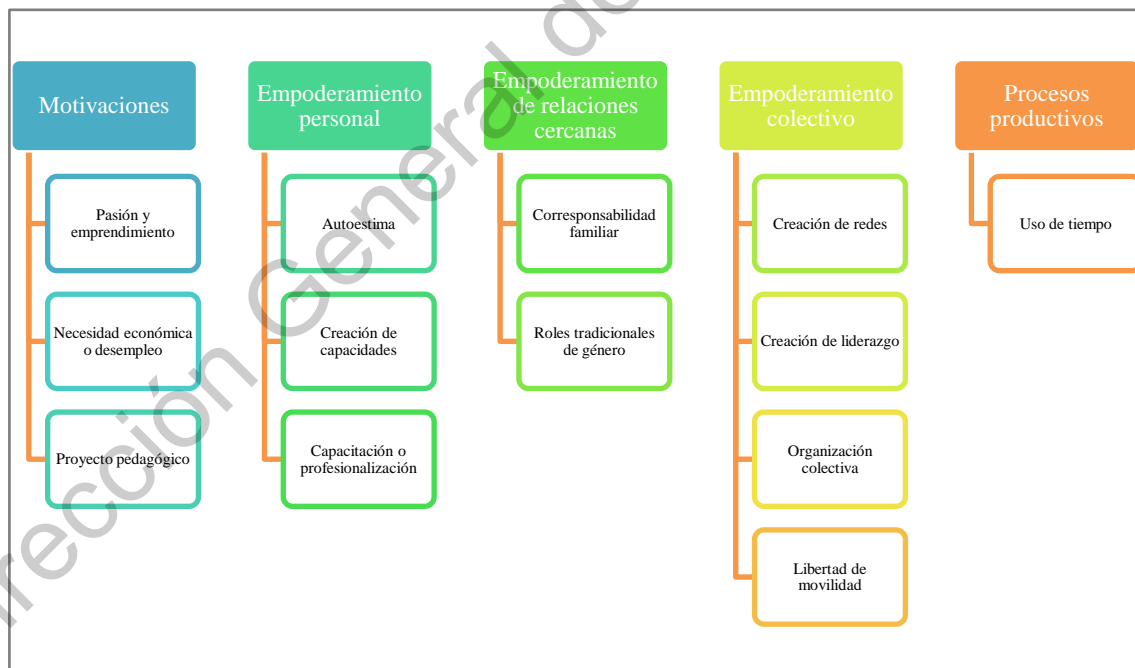 Motivaciones
Pasión y
emprendimiento
Necesidad económica
o desempleo
Proyecto pedagógico
Empoderamiento
personal
Autoestima
Creación de
capacidades
Capacitación o
profesionalización
Empoderamiento
de relaciones
cercanas
Corresponsabilidad
familiar
Roles tradicionales
de género
Empoderamiento
colectivo
Creación de redes
Creación de liderazgo
Organización
colectiva
Libertad de
movilidad
Procesos
productivos
Uso de tiempo
rección General de